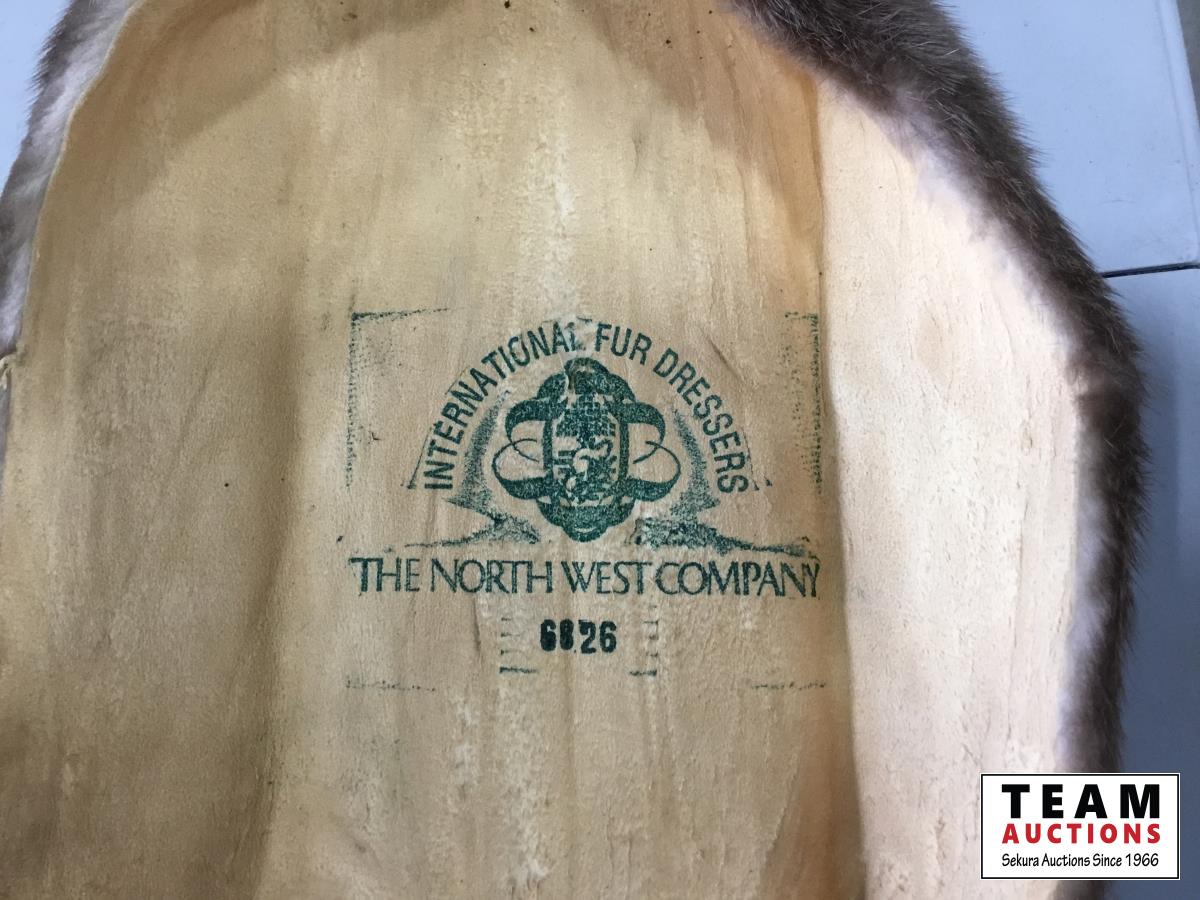 INTERNATIONAL FUR DRESSERS
THE NORTH WEST COMPANY
6826
TEAM
AUCTIONS
Sekura Auctions Since 1966